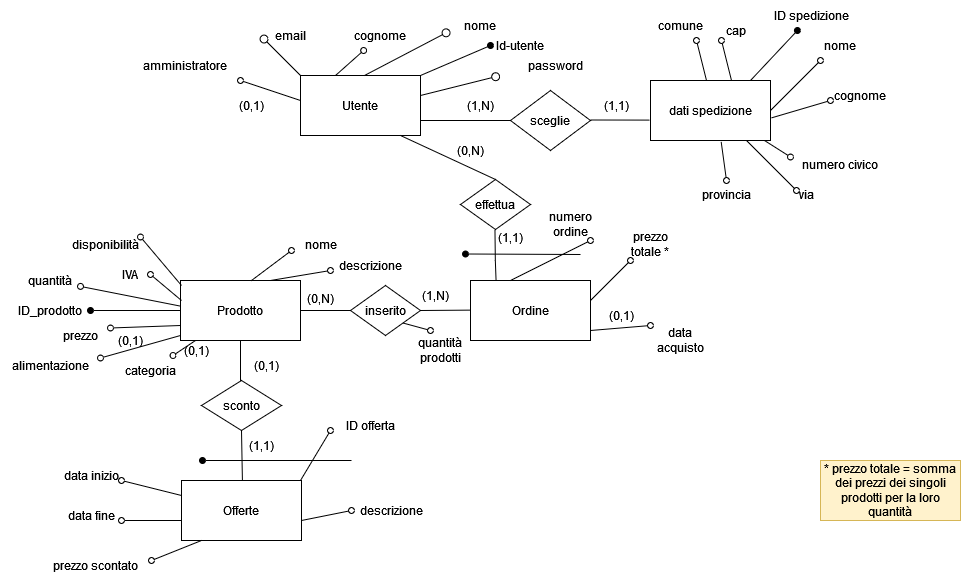 ID spedizione
nome
email
cognome
comune
cap
Id-utente
nome
amministratore
password
(0,1)
Utente
(1,N)
sceglie
(1,1)
dati spedizione
cognome
(0,N)
numero civico
provincia
via
effettua
numero
ordine
(1,1)
prezzo
totale *
disponibilità
nome
descrizione
IVA
quantità
ID_prodotto
Prodotto
(0,N)
inserito
(1,N)
Ordine
(0,1)
data
acquisto
prezzo
(0,1)
quantità
prodotti
(0,1)
alimentazione
categoria
(0,1)
sconto
ID offerta
(1,1)
data inizio
data fine
Offerte
descrizione
prezzo scontato
* prezzo totale = somma
dei prezzi dei singoli
prodotti per la loro
quantità